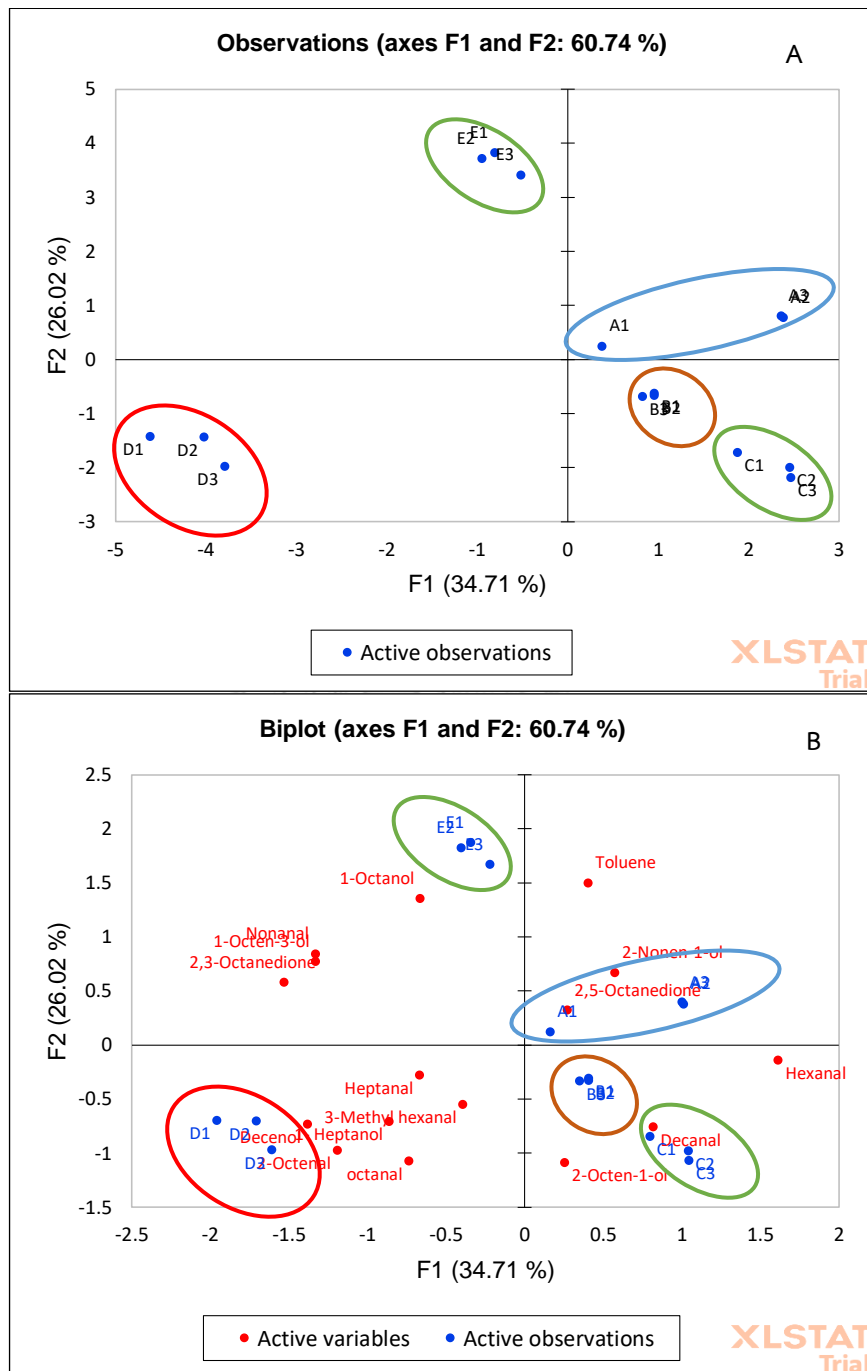 Observations (axes F1 and F2: 60.74 %)
A
5
4
3
2
1
0
-1
-2
-3
E1
E2
E3
A3
A2
A1
B1
B3
C1
C2
C3
D1
D2
D3
-5 -4 -3 -2 -1 0 1 2 3
F2 (26.02 %)
F1 (34.71 %)
Active observations
XLSTAT
Trial
Biplot (axes F1 and F2: 60.74 %)
B
2.5
2
1.5
1
0.5
0
-0.5
-1
-1.5
E1
E2
E3
Toluene
1-Octanol
Nonanal
1-Octen-3-ol
2,3-Octanedione
2-Nonen-1-ol
2,5-Octanedione
A1
A2
Hexanal
Heptanal
3-Methyl hexanal
B1
Decenol
1-Heptanol
2-Octenal
octanal
Decanal
2-Octen-1-ol
C1
C2
C3
D1
D2
D3
-2.5 -2 -1.5 -1 -0.5 0 0.5 1 1.5 2
F2 (26.02 %)
F1 (34.71 %)
Active variables Active observations
XLSTAT
Trial